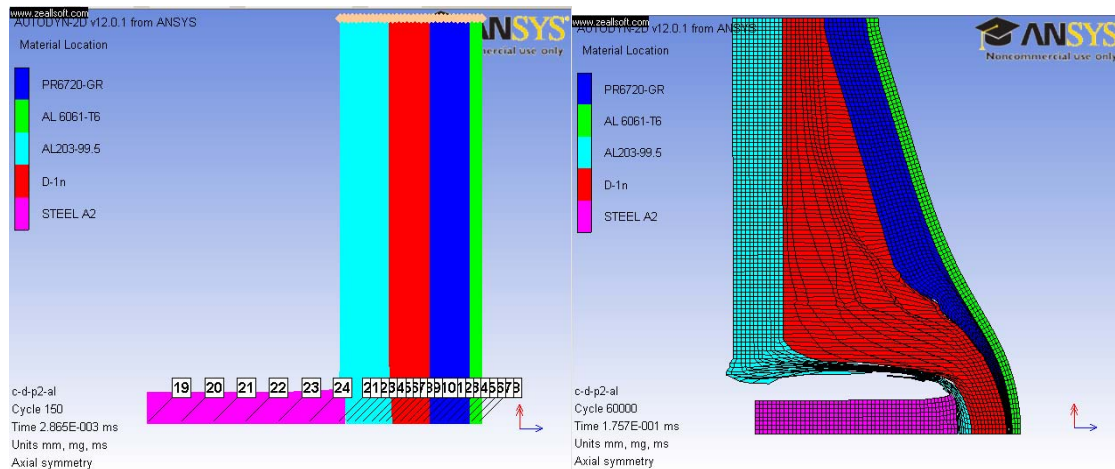 www.zeallsoft.com
AUTODYN-2D v12.0.1 from ANSYS
Material Location
ANSYS
Noncommercial use only
PR6720-GR
AL 6061-T6
AL203-99.5
D-1n
STEEL A2
19 20 21 22 23 24
c-d-p2-al
Cycle 150
Time 2.865E-003 ms
Units mm, mg, ms
Axial symmetry
www.zeallsoft.com
AUTODYN-2D v12.0.1 from ANSYS
Material Location
ANSYS
Noncommercial use only
PR6720-GR
AL 6061-T6
AL203-99.5
D-1n
STEEL A2
c-d-p2-al
Cycle 60000
Time 1.757E-001 ms
Units mm, mg, ms
Axial symmetry